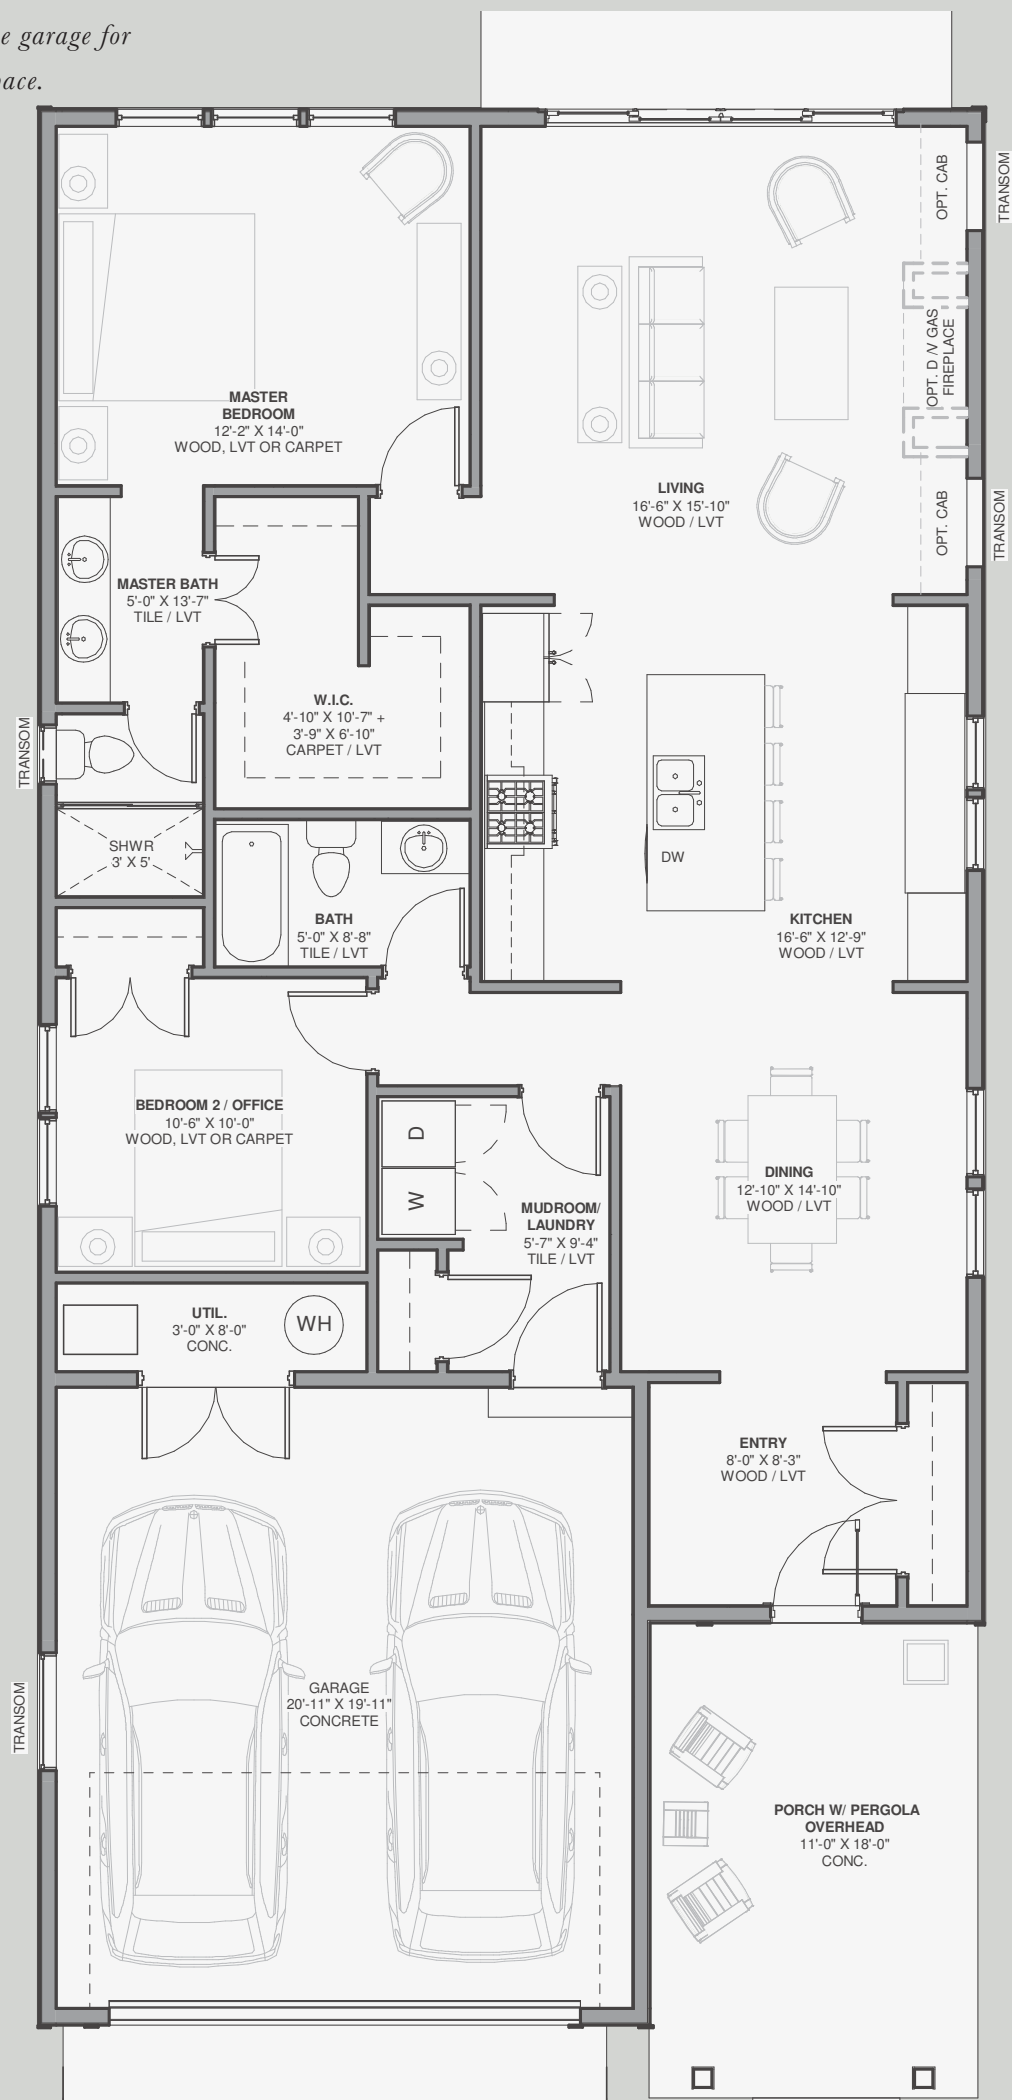 e garage for
pace.
OPT. CAB
TRANSOM
OPT. D /V GAS
FIREPLACE
MASTER
BEDROOM
12'-2" X 14'-0"
WOOD, LVT OR CARPET
LIVING
16'-6" X 15'-10"
WOOD / LVT
OPT. CAB
TRANSOM
MASTER BATH
5'-0" X 13'-7"
TILE / LVT
W.I.C.
4'-10" X 10'-7" +
3'-9" X 6'-10"
CARPET / LVT
TRANSOM
SHWR
3' X 5'
DW
BATH
5'-0" X 8'-8"
TILE / LVT
KITCHEN
16'-6" X 12'-9"
WOOD / LVT
BEDROOM 2 / OFFICE
10'-6" X 10'-0"
WOOD, LVT OR CARPET
D
W
MUDROOM/
LAUNDRY
5'-7" X 9'-4"
TILE / LVT
DINING
12'-10" X 14'-10"
WOOD / LVT
UTIL.
3'-0" X 8'-0"
CONC.
WH
ENTRY
8'-0" X 8'-3"
WOOD / LVT
TRANSOM
GARAGE
20'-11" X 19'-11"
CONCRETE
PORCH W/ PERGOLA
OVERHEAD
11'-0" X 18'-0"
CONC.